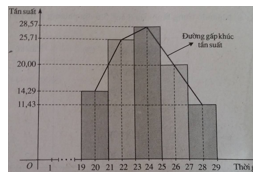 Tần suất
28,57
25,71
20,00
14,29
11,43
Đường gấp khúc
tần suất
O 1 19 20 21 22 23 24 25 26 27 28 29 Thời